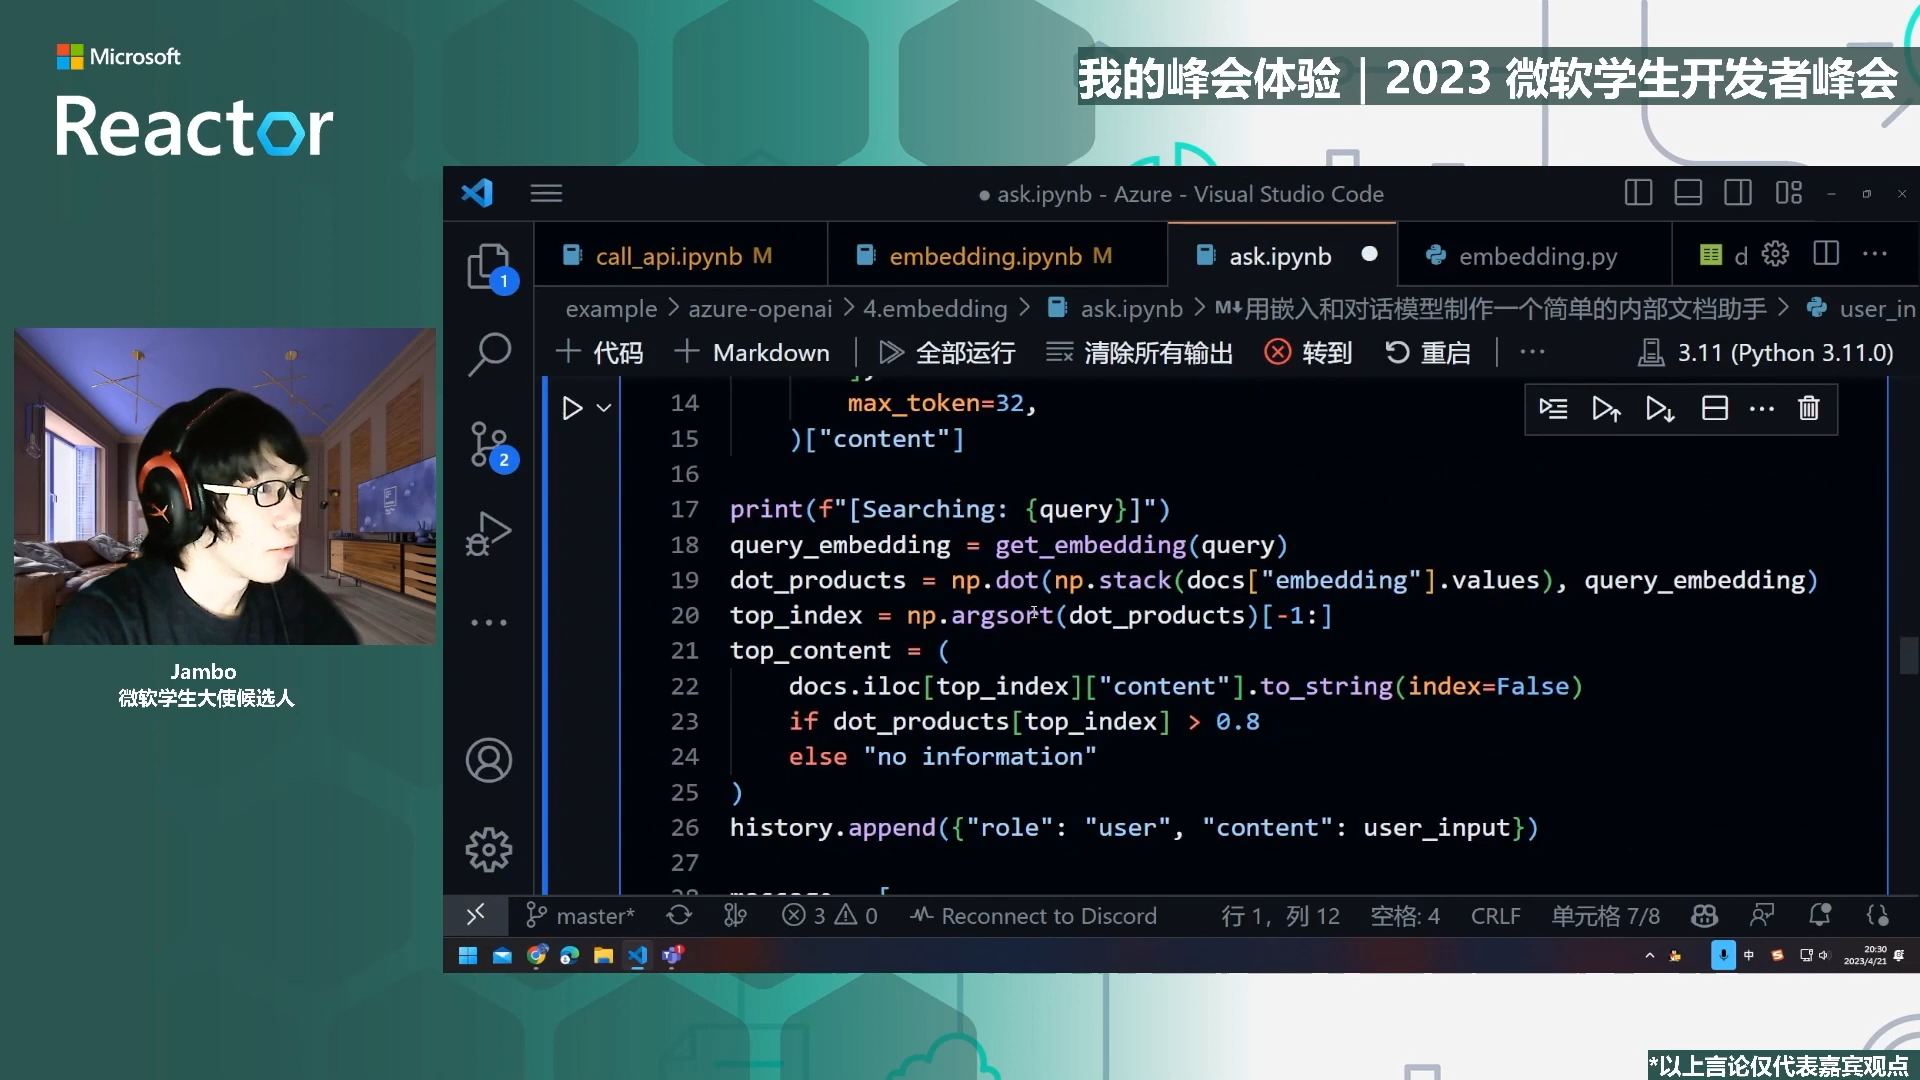 Microsoft
Reactor
我的峰会体验｜2023 微软学生开发者峰会
ask.ipynb - Azure - Visual Studio Code
call_api.ipynb M
embedding.ipynb M
ask.ipynb
embedding.py
d
1
example > azure-openai > 4.embedding > ask.ipynb > M↓用嵌入和对话模型制作一个简单的内部文档助手 > user_in
+ 代码
+ Markdown
全部运行
清除所有输出
转到
重启
3.11 (Python 3.11.0)
2
14 max_token=32,
15 )["content"]
16
17 print(f"[Searching: {query}]")
18 query_embedding = get_embedding(query)
19 dot_products = np.dot(np.stack(docs["embedding"].values), query_embedding)
20 top_index = np.argsort(dot_products)[-1:]
21 top_content = (
22 docs.iloc[top_index]["content"].to_string(index=False)
23 if dot_products[top_index] > 0.8
24 else "no information"
25 )
26 history.append({"role": "user", "content": user_input})
27
Jambo
微软学生大使候选人
master*
3
0
Reconnect to Discord
行 1，列 12
空格: 4
CRLF
单元格 7/8
中
20:30
2023/4/21
*以上言论仅代表嘉宾观点